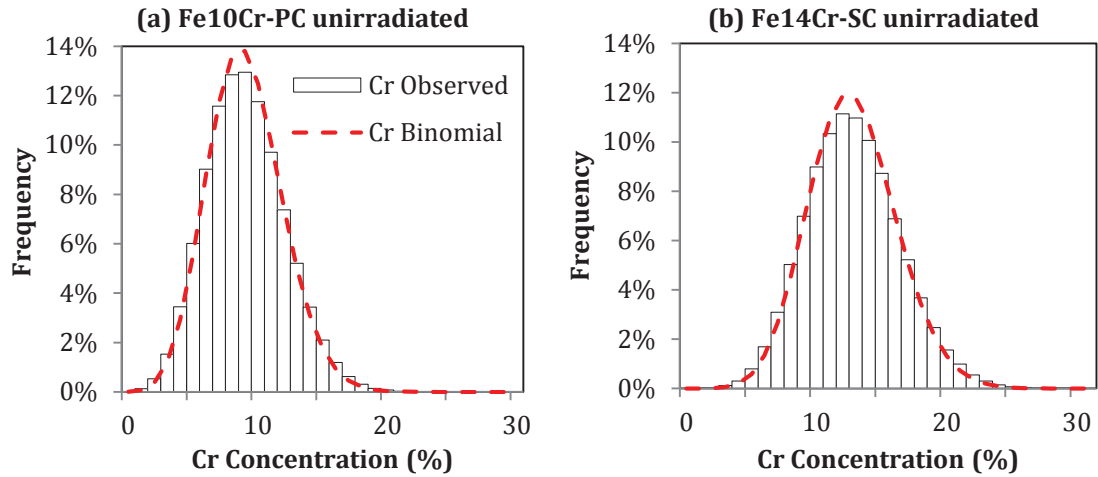 (a) Fe10Cr-PC unirradiated
14%
12%
10%
8%
6%
4%
2%
0%
Frequency
Cr Observed
Cr Binomial
0 10 20 30
Cr Concentration (%)
(b) Fe14Cr-SC unirradiated
14%
12%
10%
8%
6%
4%
2%
0%
Frequency
0 10 20 30
Cr Concentration (%)